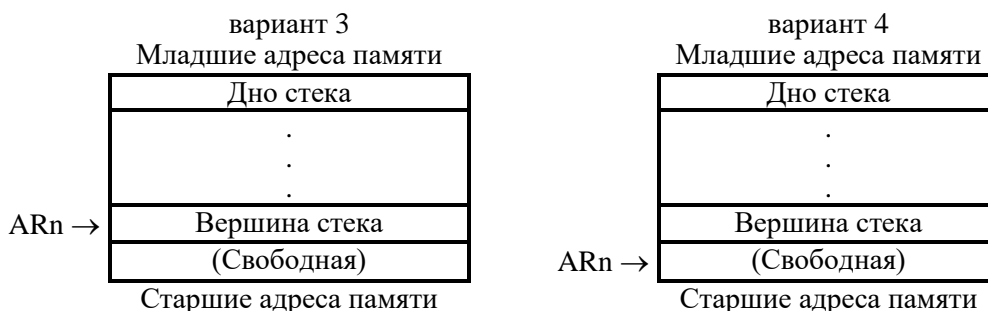 вариант 3
Младшие адреса памяти
Дно стека
.
.
.
ARn → Вершина стека
(Свободная)
Старшие адреса памяти
вариант 4
Младшие адреса памяти
Дно стека
.
.
.
Вершина стека
ARn → (Свободная)
Старшие адреса памяти